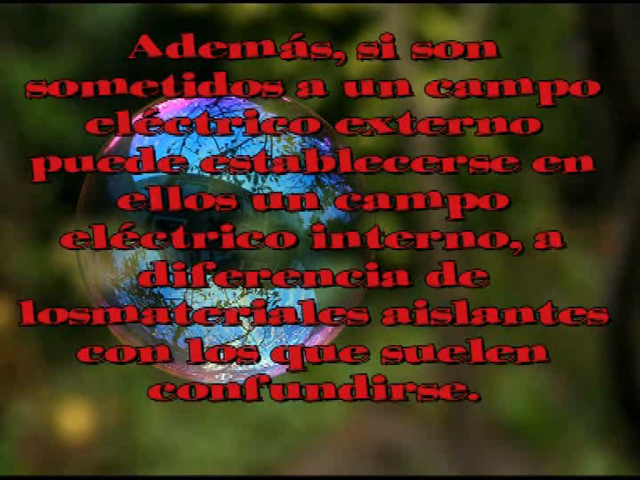 Además, si son
sometidos a un campo
eléctrico externo
puede establecerse en
ellos un campo
eléctrico interno, a
diferencia de
losmateriales aislantes
con los que suelen
confundirse.